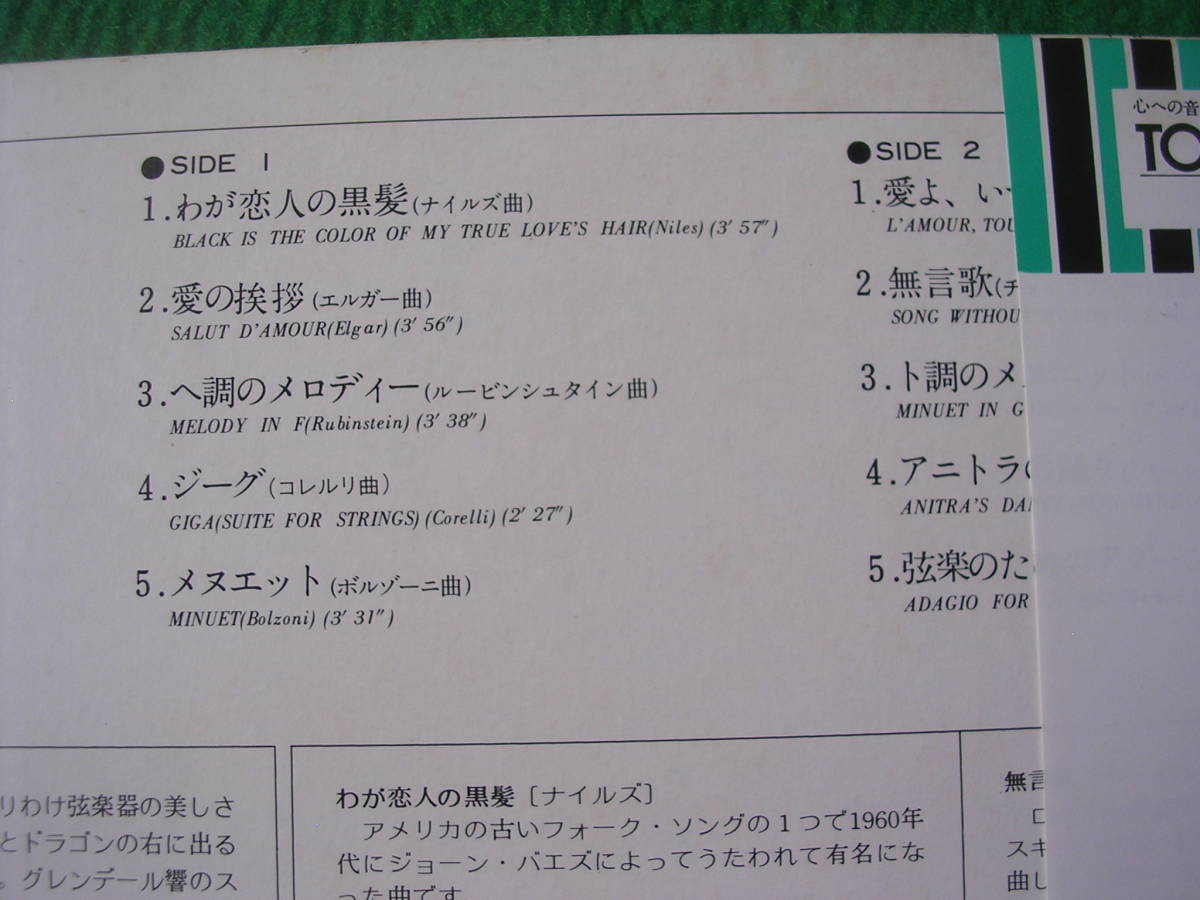 ●SIDE 1
1.わが恋人の黒髪(ナイルズ曲)
BLACK IS THE COLOR OF MY TRUE LOVE'S HAIR(Niles)(3′57″)
2.愛の挨拶(エルガー曲)
SALUT D'AMOUR(Elgar)(3′56″)
3.ヘ調のメロディー(ルービンシュタイン曲)
MELODY IN F(Rubinstein)(3′38″)
4.ジーグ(コレルリ曲)
GIGA(SUITE FOR STRINGS)(Corelli)(2′27″)
5.メヌエット(ボルゾーニ曲)
MINUET(Bolzoni)(3′31″)
●SIDE 2
1.愛よ、い
L'AMOUR, TOU
2.無言歌(チ
SONG WITHOU
3.ト調のメ
MINUET IN G
4.アニトラ
ANITRA'S DA
5.弦楽のた
ADAGIO FOR
心への音
TO
りわけ弦楽器の美しさ
とドラゴンの右に出る
。グレンデール響のス
わが恋人の黒髪［ナイルズ］
アメリカの古いフォーク・ソングの1つで1960年
代にジョーン・バエズによってうたわれて有名にな
った曲です。
無言
ロ
スキ
曲し